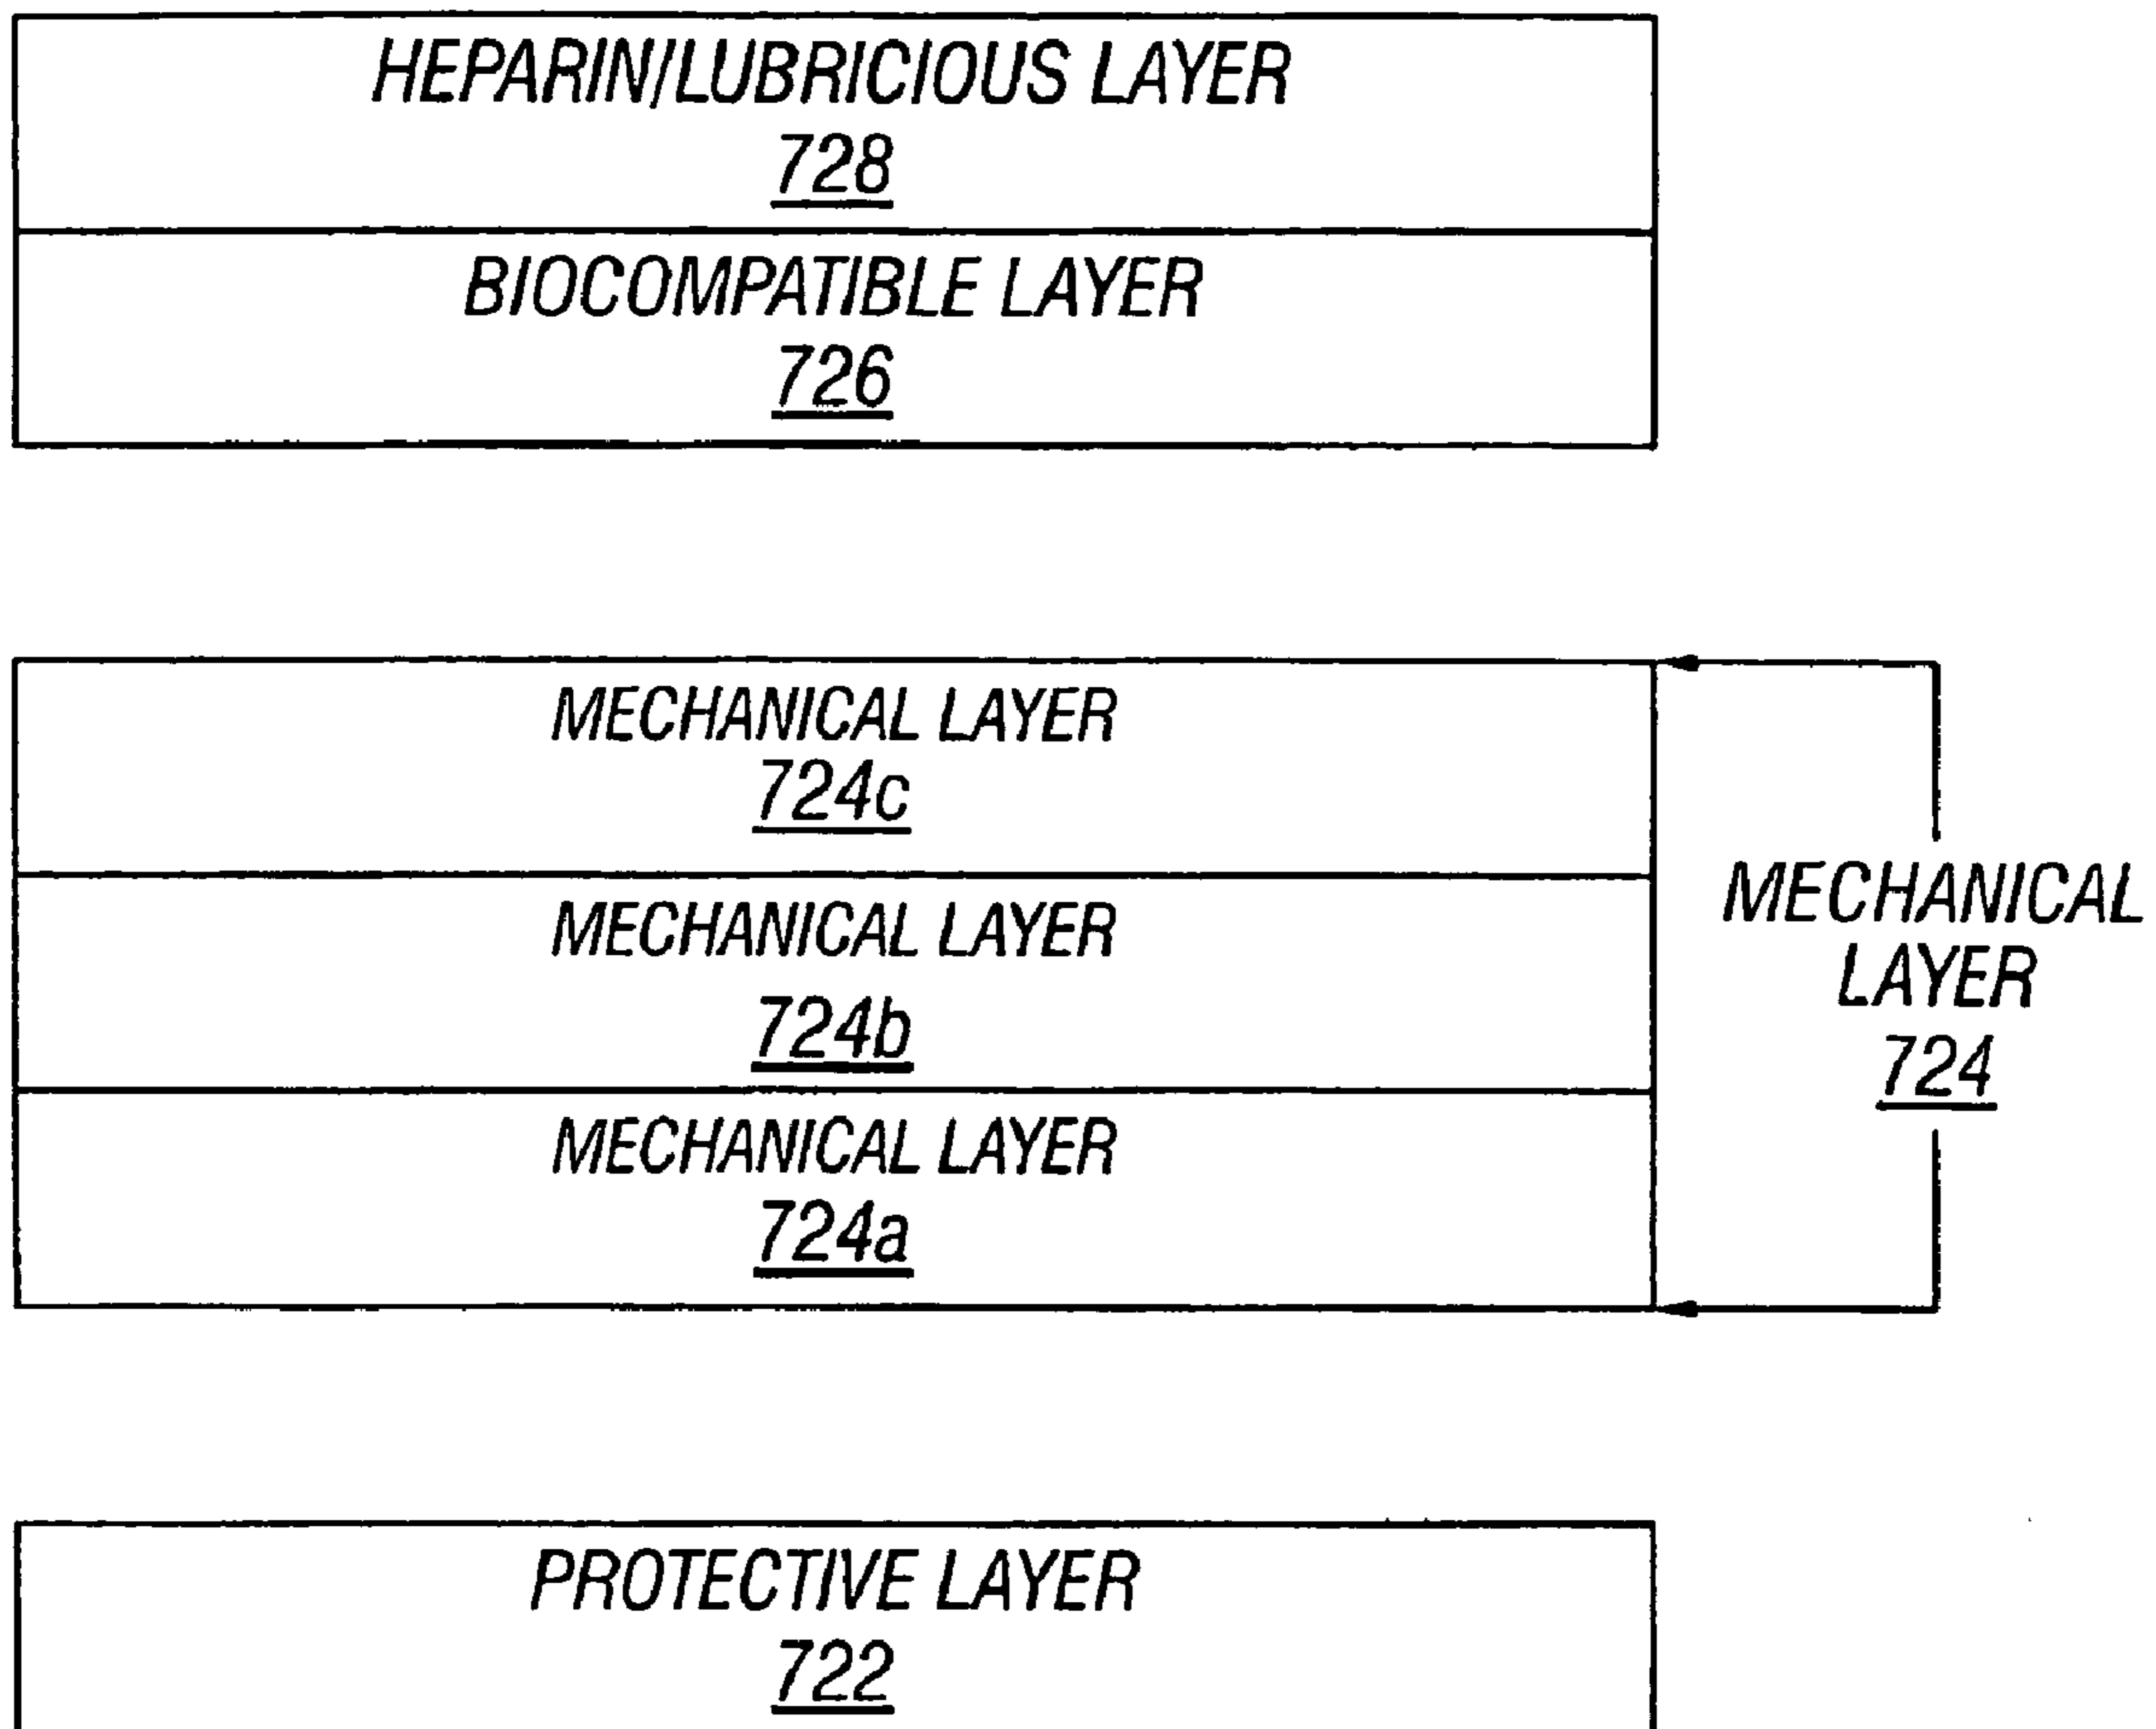 HEPARIN/LUBRICIOUS LAYER
728
BIOCOMPATIBLE LAYER
726
MECHANICAL LAYER
724c
MECHANICAL LAYER
724b
MECHANICAL LAYER
724a
MECHANICAL
LAYER
724
PROTECTIVE LAYER
722